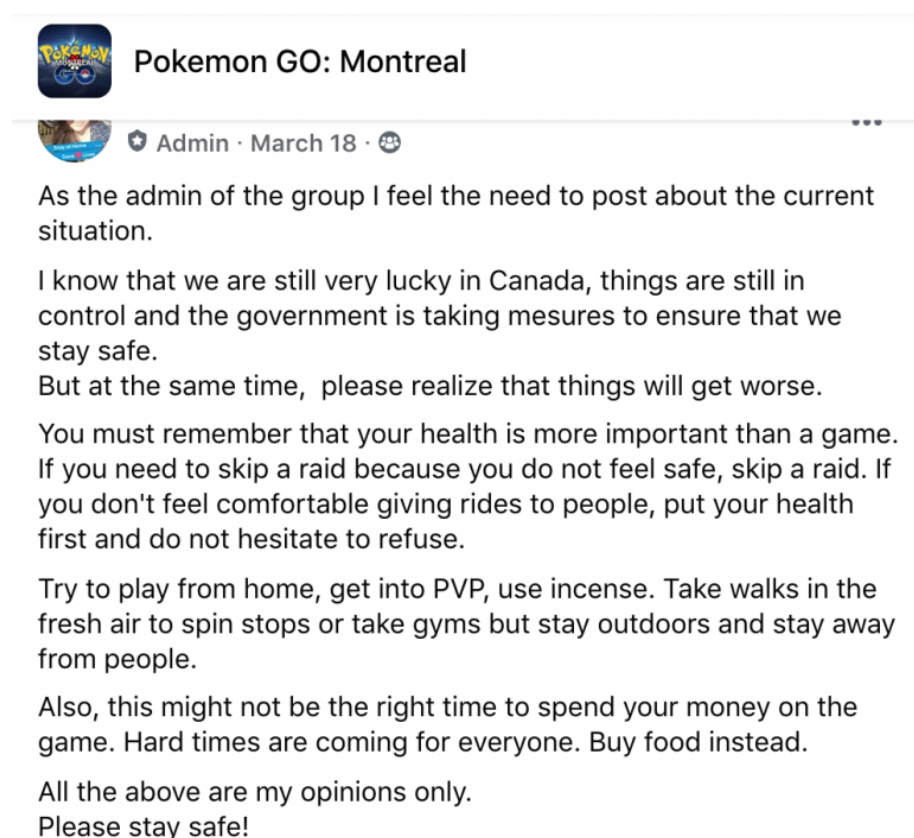 POKÉMON
MONTREAL
GO
Pokemon GO: Montreal
Admin · March 18 ·
As the admin of the group I feel the need to post about the current
situation.
I know that we are still very lucky in Canada, things are still in
control and the government is taking mesures to ensure that we
stay safe.
But at the same time,  please realize that things will get worse.
You must remember that your health is more important than a game.
If you need to skip a raid because you do not feel safe, skip a raid. If
you don't feel comfortable giving rides to people, put your health
first and do not hesitate to refuse.
Try to play from home, get into PVP, use incense. Take walks in the
fresh air to spin stops or take gyms but stay outdoors and stay away
from people.
Also, this might not be the right time to spend your money on the
game. Hard times are coming for everyone. Buy food instead.
All the above are my opinions only.
Please stay safe!